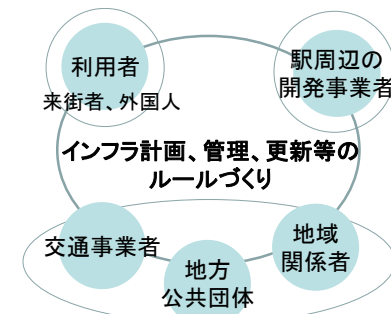 利用者
来街者、外国人
駅周辺の
開発事業者
インフラ計画、管理、更新等の
ルールづくり
交通事業者
地方
公共団体
地域
関係者